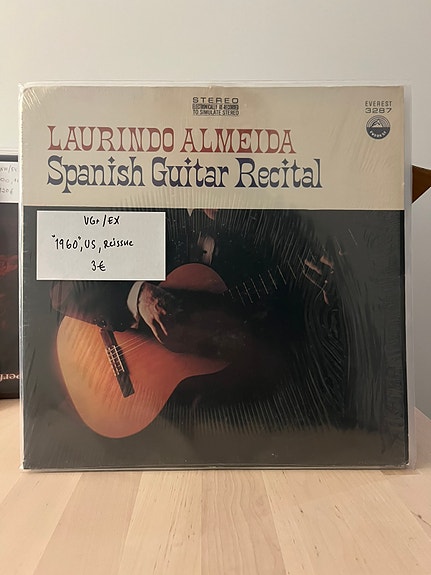 STEREO
ELECTRONICALLY RE-RECORDED
TO SIMULATE STEREO
EVEREST
3287
EVEREST
LAURINDO ALMEIDA
Spanish Guitar Recital
VG+/EX
"1960", US, Reissue
3€